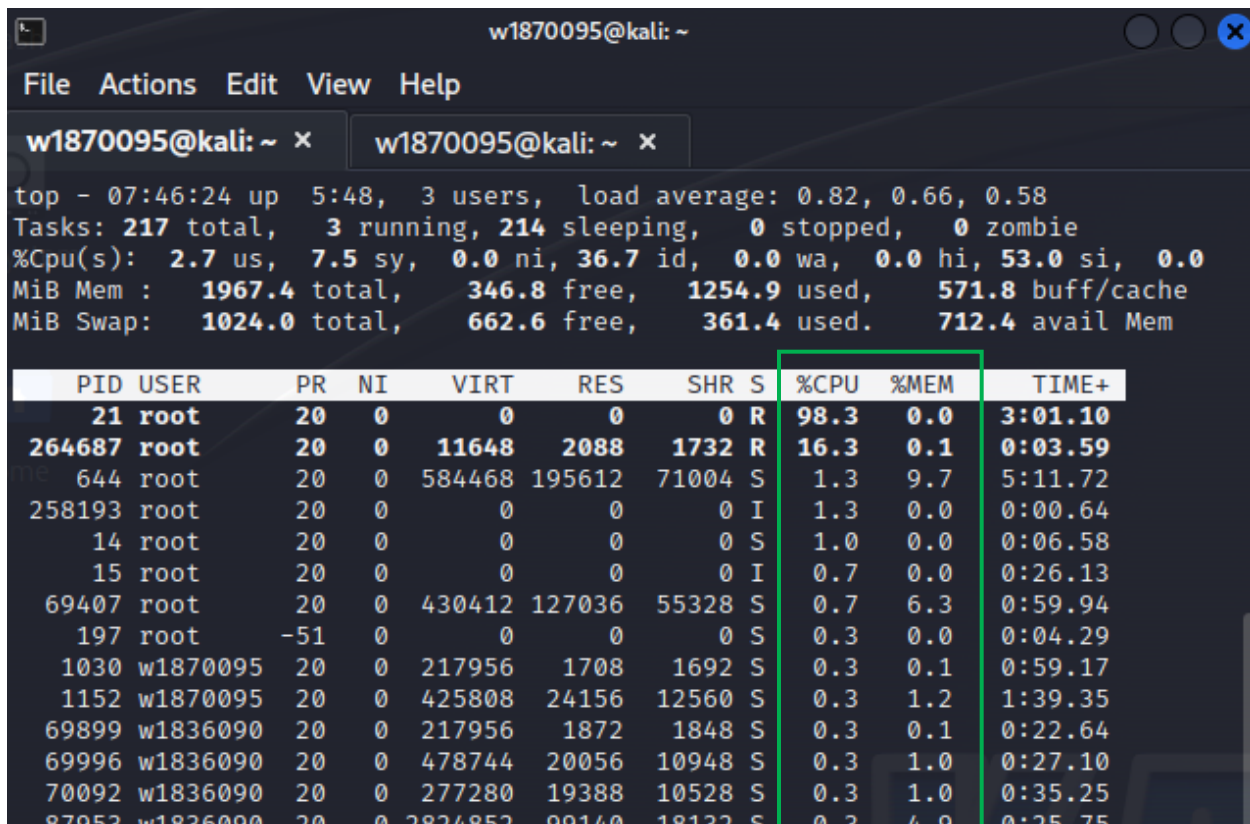 w1870095@kali: ~
File Actions Edit View Help
w1870095@kali: ~ × w1870095@kali: ~ ×
top - 07:46:24 up 5:48, 3 users, load average: 0.82, 0.66, 0.58
Tasks: 217 total, 3 running, 214 sleeping, 0 stopped, 0 zombie
%Cpu(s): 2.7 us, 7.5 sy, 0.0 ni, 36.7 id, 0.0 wa, 0.0 hi, 53.0 si, 0.0
MiB Mem : 1967.4 total, 346.8 free, 1254.9 used, 571.8 buff/cache
MiB Swap: 1024.0 total, 662.6 free, 361.4 used. 712.4 avail Mem
PID USER PR NI VIRT RES SHR S %CPU %MEM TIME+
21 root 20 0 0 0 0 R 98.3 0.0 3:01.10
264687 root 20 0 11648 2088 1732 R 16.3 0.1 0:03.59
644 root 20 0 584468 195612 71004 S 1.3 9.7 5:11.72
258193 root 20 0 0 0 0 I 1.3 0.0 0:00.64
14 root 20 0 0 0 0 S 1.0 0.0 0:06.58
15 root 20 0 0 0 0 I 0.7 0.0 0:26.13
69407 root 20 0 430412 127036 55328 S 0.7 6.3 0:59.94
197 root -51 0 0 0 0 S 0.3 0.0 0:04.29
1030 w1870095 20 0 217956 1708 1692 S 0.3 0.1 0:59.17
1152 w1870095 20 0 425808 24156 12560 S 0.3 1.2 1:39.35
69899 w1836090 20 0 217956 1872 1848 S 0.3 0.1 0:22.64
69996 w1836090 20 0 478744 20056 10948 S 0.3 1.0 0:27.10
70092 w1836090 20 0 277280 19388 10528 S 0.3 1.0 0:35.25
87953 w1836090 20 0 2824852 99140 18132 S 0.3 4.9 0:25.75